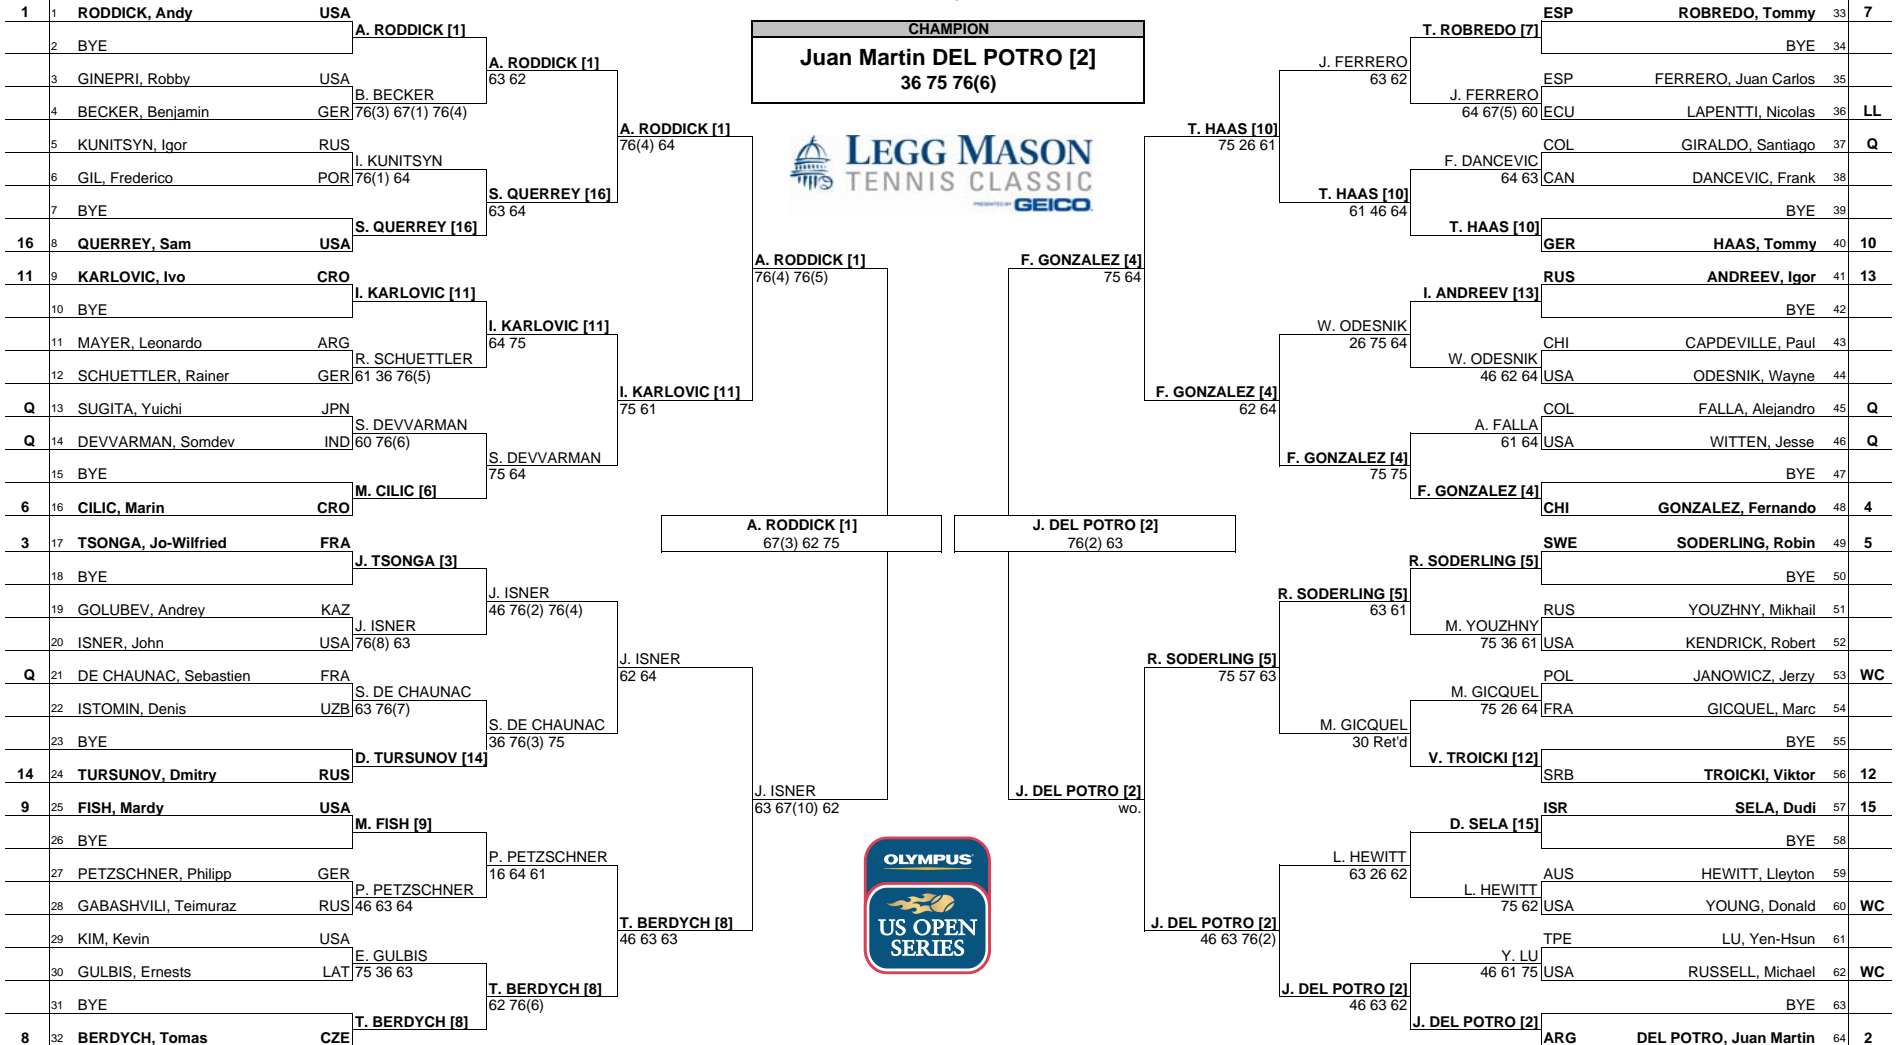 1 1 RODDICK, Andy USA
2 BYE
A. RODDICK [1]
3 GINEPRI, Robby USA
4 BECKER, Benjamin GER
B. BECKER
76(3) 67(1) 76(4)
A. RODDICK [1]
63 62
5 KUNITSYN, Igor RUS
6 GIL, Frederico POR
I. KUNITSYN
76(1) 64
7 BYE
16 8 QUERREY, Sam USA
S. QUERREY [16]
S. QUERREY [16]
63 64
A. RODDICK [1]
76(4) 64
11 9 KARLOVIC, Ivo CRO
10 BYE
I. KARLOVIC [11]
11 MAYER, Leonardo ARG
12 SCHUETTLER, Rainer GER
R. SCHUETTLER
61 36 76(5)
I. KARLOVIC [11]
64 75
Q 13 SUGITA, Yuichi JPN
Q 14 DEVVARMAN, Somdev IND
S. DEVVARMAN
60 76(6)
15 BYE
6 16 CILIC, Marin CRO
M. CILIC [6]
S. DEVVARMAN
75 64
I. KARLOVIC [11]
75 61
A. RODDICK [1]
76(4) 76(5)
3 17 TSONGA, Jo-Wilfried FRA
18 BYE
J. TSONGA [3]
19 GOLUBEV, Andrey KAZ
20 ISNER, John USA
J. ISNER
76(8) 63
J. ISNER
46 76(2) 76(4)
Q 21 DE CHAUNAC, Sebastien FRA
22 ISTOMIN, Denis UZB
S. DE CHAUNAC
63 76(7)
23 BYE
14 24 TURSUNOV, Dmitry RUS
D. TURSUNOV [14]
S. DE CHAUNAC
36 76(3) 75
J. ISNER
62 64
9 25 FISH, Mardy USA
26 BYE
M. FISH [9]
27 PETZSCHNER, Philipp GER
28 GABASHVILI, Teimuraz RUS
P. PETZSCHNER
46 63 64
P. PETZSCHNER
16 64 61
29 KIM, Kevin USA
30 GULBIS, Ernests LAT
E. GULBIS
75 36 63
31 BYE
8 32 BERDYCH, Tomas CZE
T. BERDYCH [8]
T. BERDYCH [8]
62 76(6)
T. BERDYCH [8]
46 63 63
J. ISNER
63 67(10) 62
A. RODDICK [1]
67(3) 62 75
CHAMPION
Juan Martin DEL POTRO [2]
36 75 76(6)
LEGG MASON
TENNIS CLASSIC
PRESENTED BY GEICO.
J. DEL POTRO [2]
76(2) 63
OLYMPUS
US OPEN
SERIES
ESP ROBREDO, Tommy 33 7
BYE 34
T. ROBREDO [7]
ESP FERRERO, Juan Carlos 35
ECU LAPENTTI, Nicolas 36 LL
J. FERRERO
64 67(5) 60
J. FERRERO
63 62
COL GIRALDO, Santiago 37 Q
CAN DANCEVIC, Frank 38
F. DANCEVIC
64 63
BYE 39
GER HAAS, Tommy 40 10
T. HAAS [10]
T. HAAS [10]
61 46 64
T. HAAS [10]
75 26 61
RUS ANDREEV, Igor 41 13
BYE 42
I. ANDREEV [13]
CHI CAPDEVILLE, Paul 43
USA ODESNIK, Wayne 44
W. ODESNIK
46 62 64
W. ODESNIK
26 75 64
COL FALLA, Alejandro 45 Q
USA WITTEN, Jesse 46 Q
A. FALLA
61 64
BYE 47
CHI GONZALEZ, Fernando 48 4
F. GONZALEZ [4]
F. GONZALEZ [4]
75 75
F. GONZALEZ [4]
62 64
F. GONZALEZ [4]
75 64
SWE SODERLING, Robin 49 5
BYE 50
R. SODERLING [5]
RUS YOUZHNY, Mikhail 51
USA KENDRICK, Robert 52
M. YOUZHNY
75 36 61
R. SODERLING [5]
63 61
POL JANOWICZ, Jerzy 53 WC
FRA GICQUEL, Marc 54
M. GICQUEL
75 26 64
BYE 55
SRB TROICKI, Viktor 56 12
V. TROICKI [12]
M. GICQUEL
30 Ret'd
R. SODERLING [5]
75 57 63
ISR SELA, Dudi 57 15
BYE 58
D. SELA [15]
AUS HEWITT, Lleyton 59
USA YOUNG, Donald 60 WC
L. HEWITT
75 62
L. HEWITT
63 26 62
TPE LU, Yen-Hsun 61
USA RUSSELL, Michael 62 WC
Y. LU
46 61 75
BYE 63
ARG DEL POTRO, Juan Martin 64 2
J. DEL POTRO [2]
J. DEL POTRO [2]
46 63 62
J. DEL POTRO [2]
46 63 76(2)
J. DEL POTRO [2]
wo.